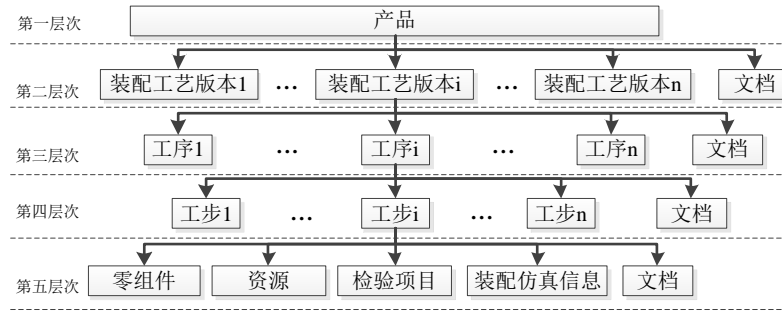 第一层次 产品
第二层次 装配工艺版本1 … 装配工艺版本i … 装配工艺版本n 文档
第三层次 工序1 … 工序i … 工序n 文档
第四层次 工步1 … 工步i … 工步n 文档
第五层次 零组件 资源 检验项目 装配仿真信息 文档